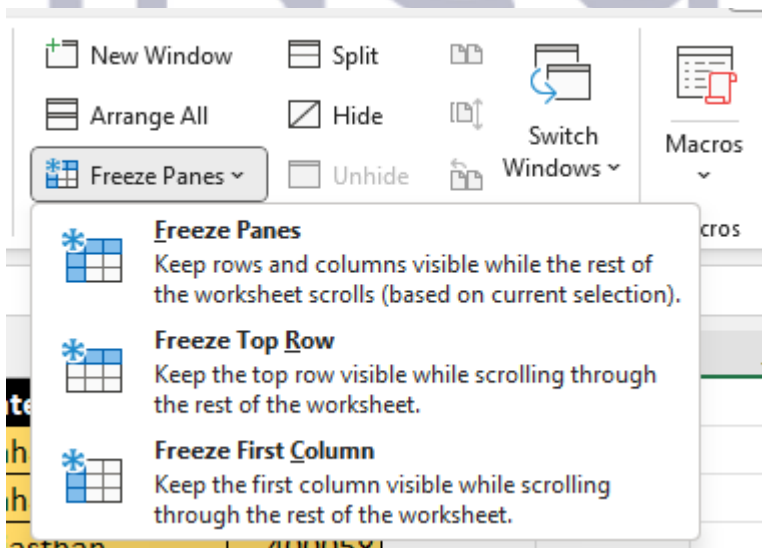 New Window
Split
Arrange All
Hide
Switch
Windows
Macros
Freeze Panes
Unhide
Freeze Panes
Keep rows and columns visible while the rest of
the worksheet scrolls (based on current selection).
Freeze Top Row
Keep the top row visible while scrolling through
the rest of the worksheet.
Freeze First Column
Keep the first column visible while scrolling
through the rest of the worksheet.